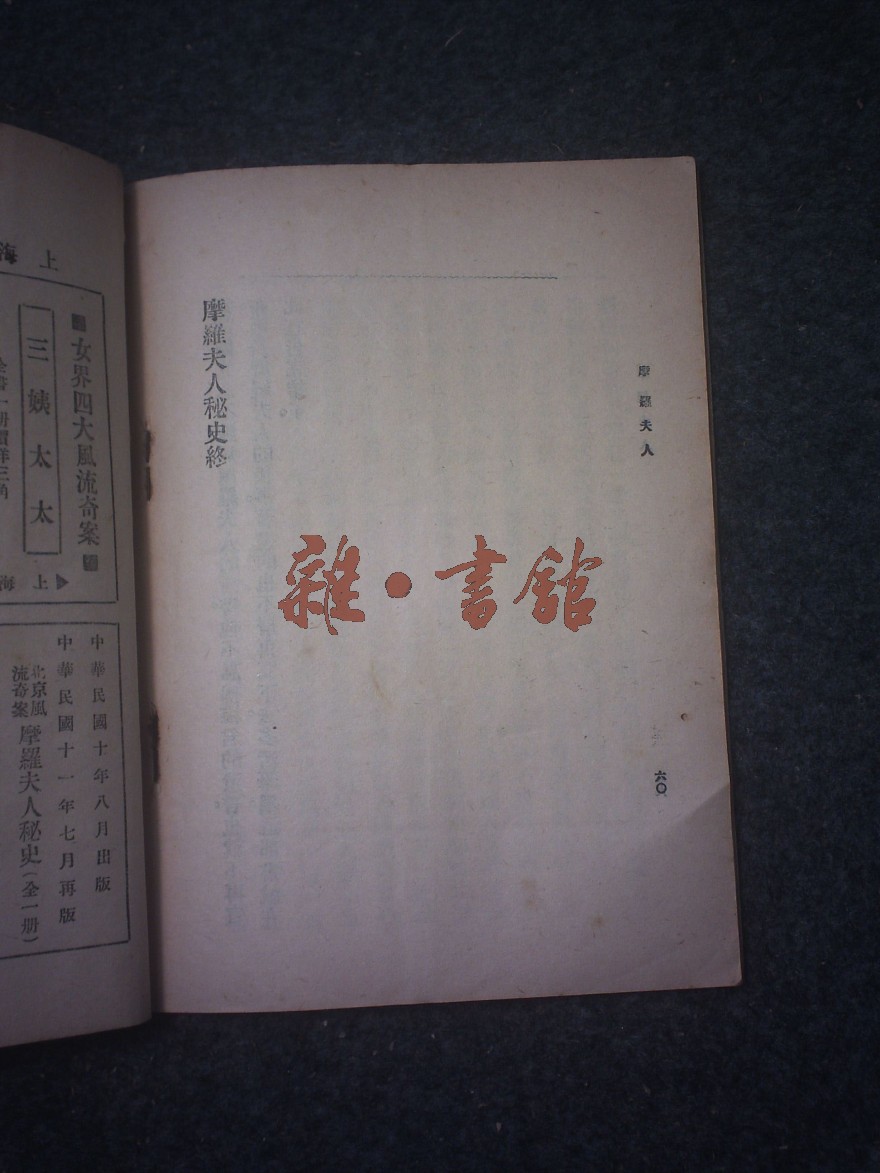 摩羅夫人
六〇
摩羅夫人秘史終
雜・書館
上海
女界四大風流奇案
三姨太太
上海
中華民國十年八月出版
中華民國十一年七月再版
北京風流奇案
摩羅夫人秘史(全一册)